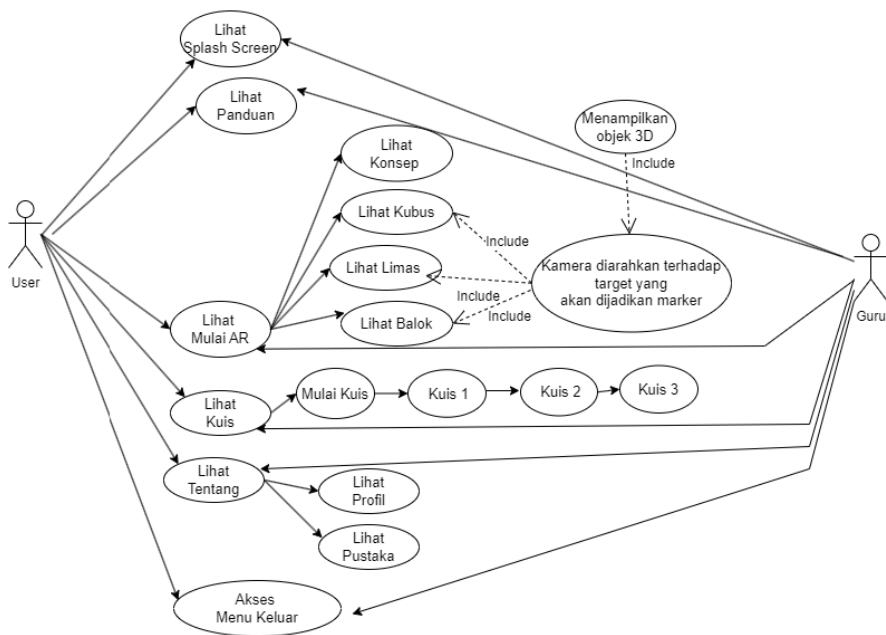 Lihat
Splash Screen
Lihat
Panduan
Menampilkan
objek 3D
Include
Lihat
Konsep
Lihat Kubus
Include
User
Lihat Limas
Kamera diarahkan terhadap
target yang
akan dijadikan marker
Include
Include
Guru
Lihat
Mulai AR
Lihat Balok
Lihat
Kuis
Mulai Kuis
Kuis 1
Kuis 2
Kuis 3
Lihat
Tentang
Lihat
Profil
Lihat
Pustaka
Akses
Menu Keluar